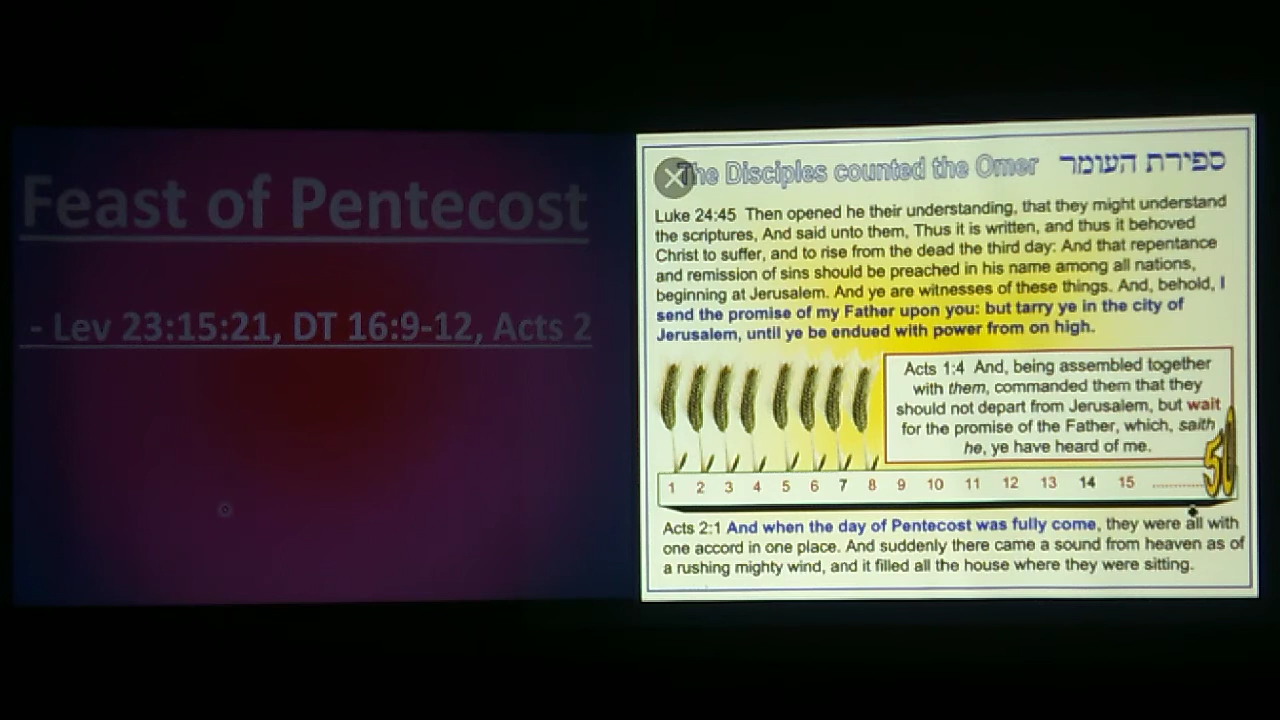 Feast of Pentecost
- Lev 23:15:21, DT 16:9-12, Acts 2
The Disciples counted the Omer ספירת העומר
Luke 24:45 Then opened he their understanding, that they might understand
the scriptures, And said unto them, Thus it is written, and thus it behoved
Christ to suffer, and to rise from the dead the third day: And that repentance
and remission of sins should be preached in his name among all nations,
beginning at Jerusalem. And ye are witnesses of these things. And, behold, I
send the promise of my Father upon you: but tarry ye in the city of
Jerusalem, until ye be endued with power from on high.
Acts 1:4 And, being assembled together
with them, commanded them that they
should not depart from Jerusalem, but wait
for the promise of the Father, which, saith
he, ye have heard of me.
1 2 3 4 5 6 7 8 9 10 11 12 13 14 15 ............ 50
Acts 2:1 And when the day of Pentecost was fully come, they were all with
one accord in one place. And suddenly there came a sound from heaven as of
a rushing mighty wind, and it filled all the house where they were sitting.